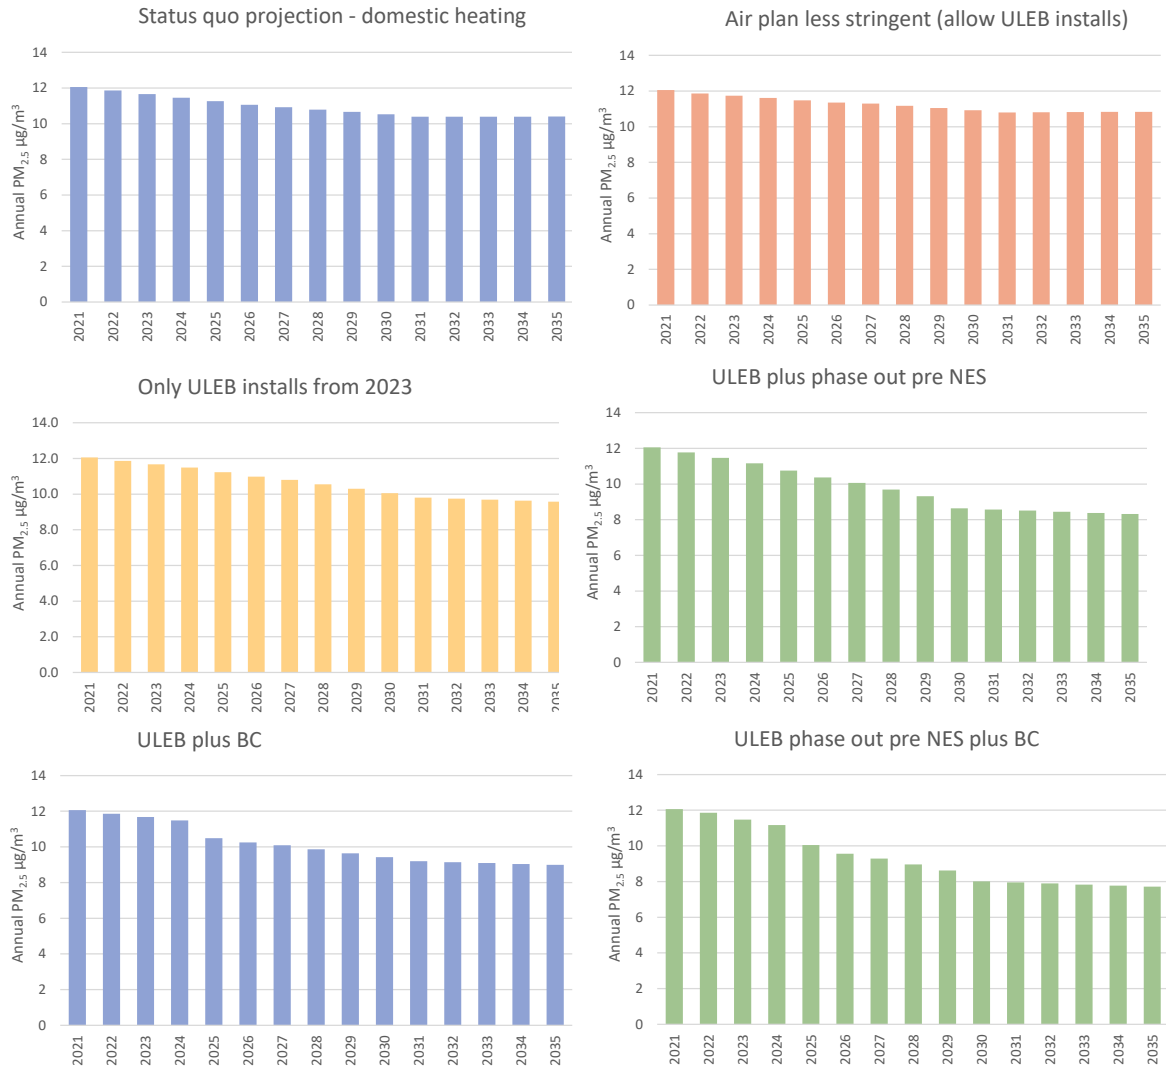 Status quo projection - domestic heating
Annual PM2.5 µg/m³
14
12
10
8
6
4
2
0
2021 2022 2023 2024 2025 2026 2027 2028 2029 2030 2031 2032 2033 2034 2035
Air plan less stringent (allow ULEB installs)
Annual PM2.5 µg/m³
14
12
10
8
6
4
2
0
2021 2022 2023 2024 2025 2026 2027 2028 2029 2030 2031 2032 2033 2034 2035
Only ULEB installs from 2023
Annual PM2.5 µg/m³
14.0
12.0
10.0
8.0
6.0
4.0
2.0
0.0
2021 2022 2023 2024 2025 2026 2027 2028 2029 2030 2031 2032 2033 2034 2035
ULEB plus phase out pre NES
Annual PM2.5 µg/m³
14
12
10
8
6
4
2
0
2021 2022 2023 2024 2025 2026 2027 2028 2029 2030 2031 2032 2033 2034 2035
ULEB plus BC
Annual PM2.5 µg/m³
14
12
10
8
6
4
2
0
2021 2022 2023 2024 2025 2026 2027 2028 2029 2030 2031 2032 2033 2034 2035
ULEB phase out pre NES plus BC
Annual PM2.5 µg/m³
14
12
10
8
6
4
2
0
2021 2022 2023 2024 2025 2026 2027 2028 2029 2030 2031 2032 2033 2034 2035